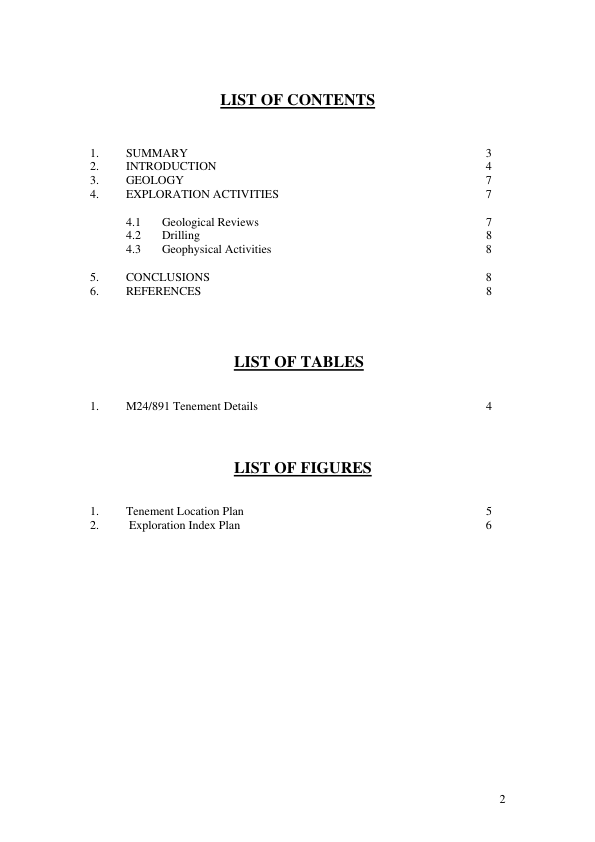 LIST OF CONTENTS
1. SUMMARY 3
2. INTRODUCTION 4
3. GEOLOGY 7
4. EXPLORATION ACTIVITIES 7
4.1 Geological Reviews 7
4.2 Drilling 8
4.3 Geophysical Activities 8
5. CONCLUSIONS 8
6. REFERENCES 8
LIST OF TABLES
1. M24/891 Tenement Details 4
LIST OF FIGURES
1. Tenement Location Plan 5
2. Exploration Index Plan 6
2